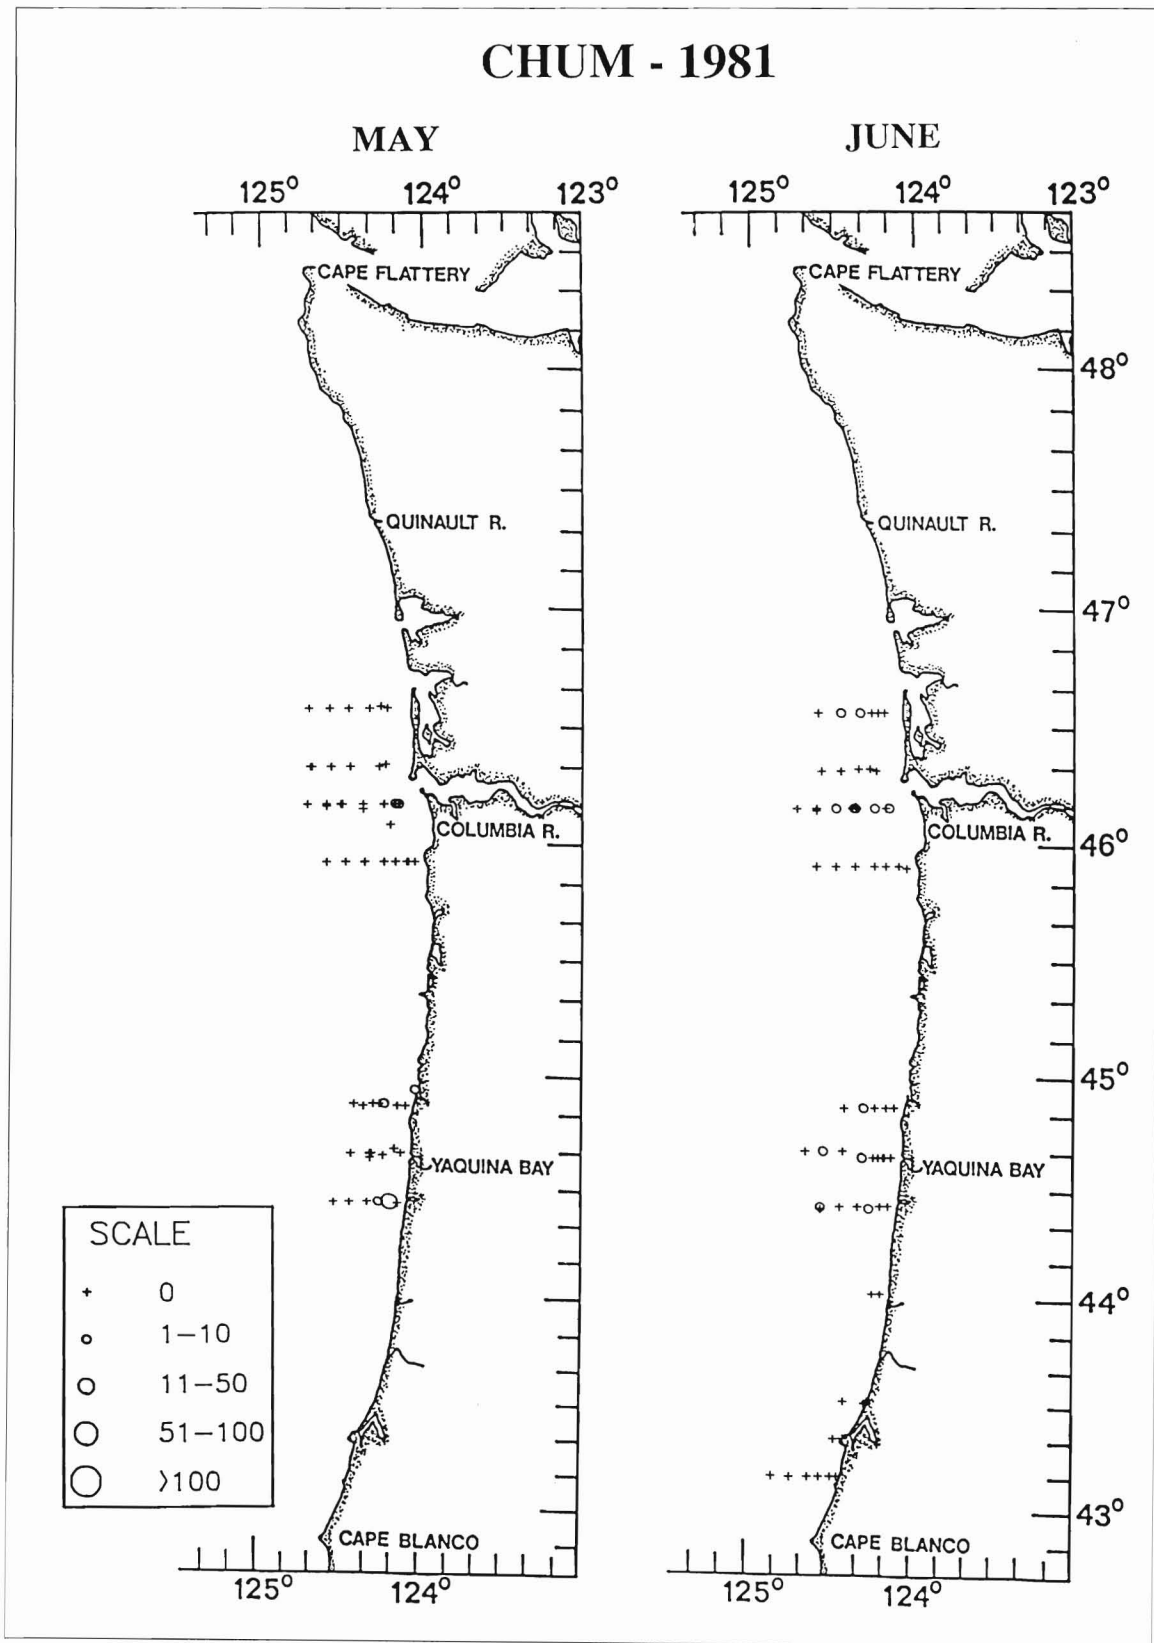 CHUM - 1981
MAY
JUNE
125° 124° 123°
125° 124° 123°
CAPE FLATTERY
CAPE FLATTERY
48°
QUINAULT R.
QUINAULT R.
47°
COLUMBIA R.
COLUMBIA R.
46°
45°
YAQUINA BAY
YAQUINA BAY
44°
43°
SCALE
+ 0
o 1–10
o 11–50
O 51–100
O >100
CAPE BLANCO
CAPE BLANCO
125° 124°
125° 124°